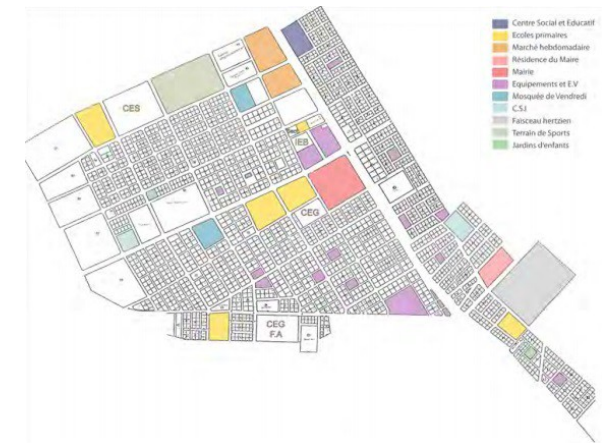 Centre Social et Educatif
Ecoles primaires
Marché hebdomadaire
Résidence du Maire
Mairie
Equipements et E.V
Mosquée de Vendredi
C.S.I
Faisceau hertzien
Terrain de Sports
Jardins d'enfants
CES
IEB
CEG
CEG
F.A